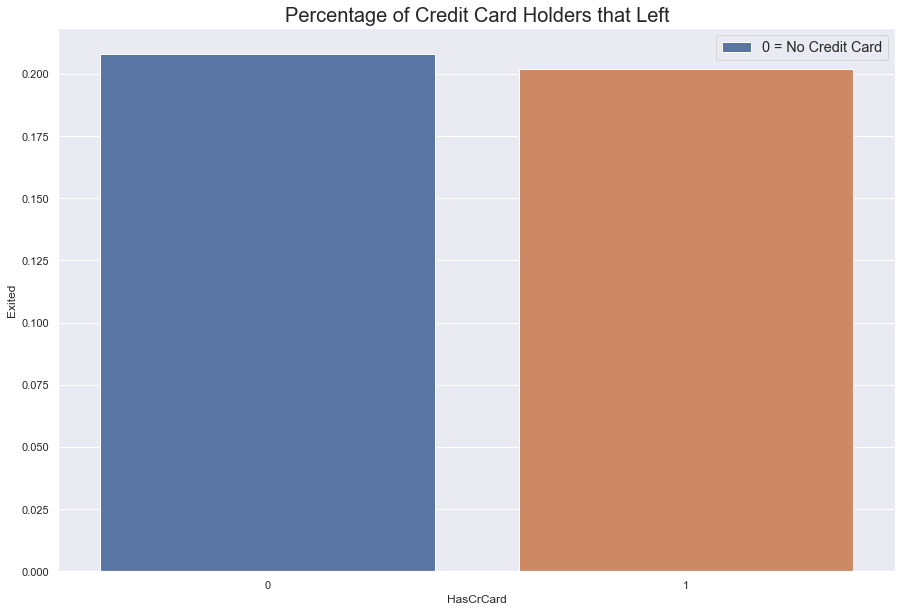 Percentage of Credit Card Holders that Left
0 = No Credit Card
0.200
0.175
0.150
0.125
0.100
0.075
0.050
0.025
0.000
Exited
0 1
HasCrCard